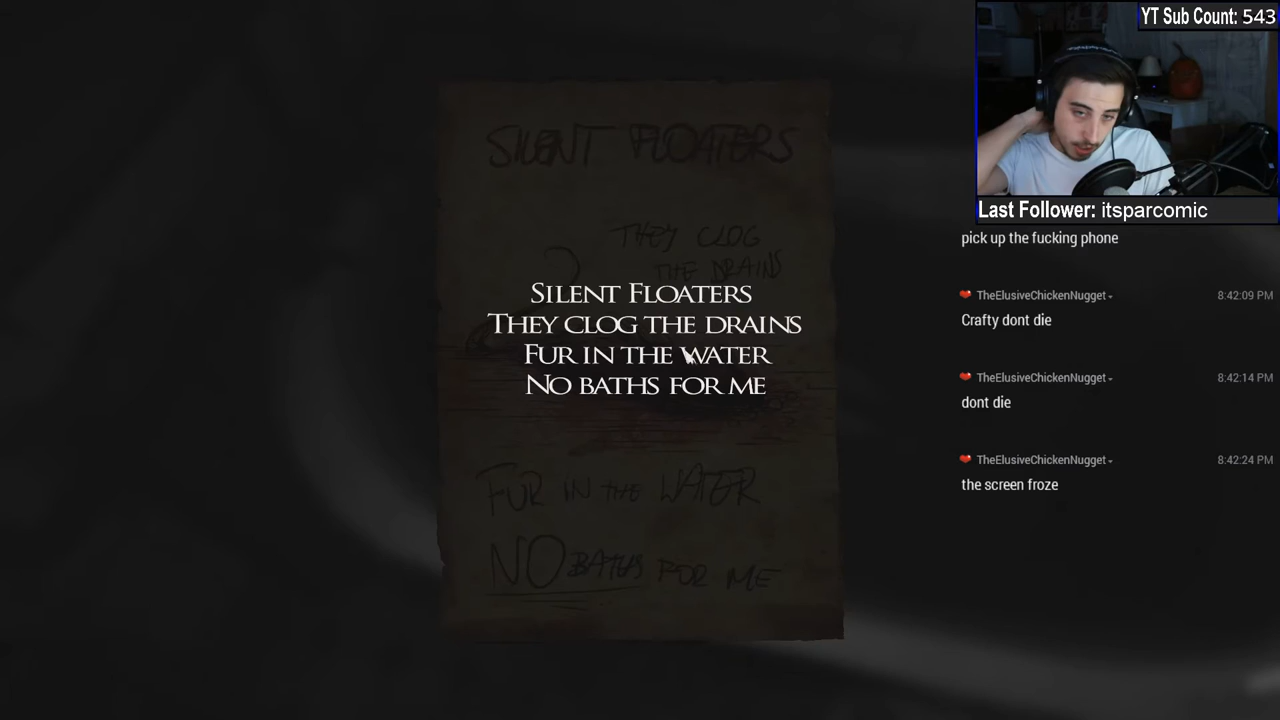 YT Sub Count: 543
Last Follower: itsparcomic
pick up the fucking phone
TheElusiveChickenNugget 8:42:09 PM
Crafty dont die
TheElusiveChickenNugget 8:42:14 PM
dont die
TheElusiveChickenNugget 8:42:24 PM
the screen froze
SILENT FLOATERS
THEY CLOG
THE DRAINS
SILENT FLOATERS
THEY CLOG THE DRAINS
FUR IN THE WATER
NO BATHS FOR ME
FUR IN THE WATER
NO BATHS FOR ME